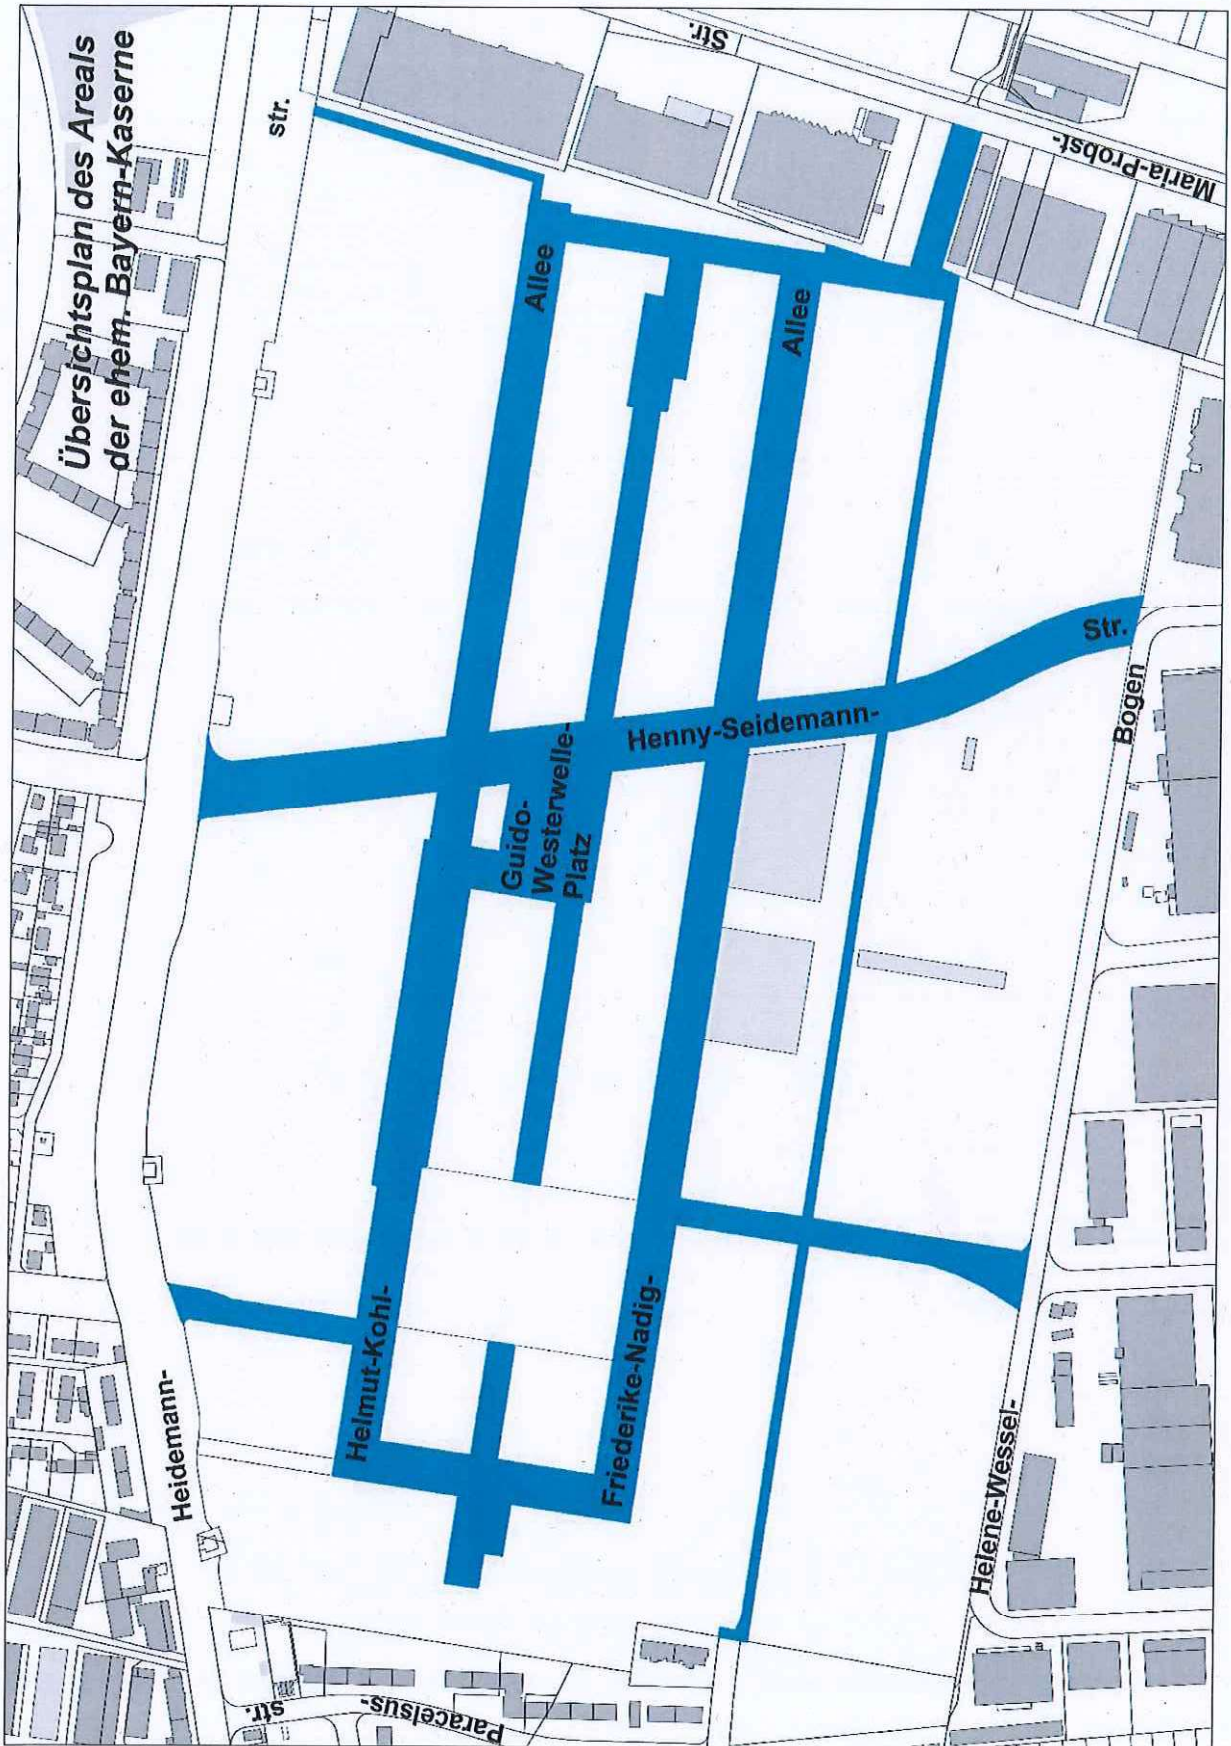 Übersichtsplan des Areals
der ehem. Bayern-Kaserne
Heidemann-
str.
Helmut-Kohl-
Allee
Guido-
Westerwelle-
Platz
Henny-Seidemann-
Str.
Friederike-Nadig-
Allee
Helene-Wessel-
Bogen
Maria-Probst-
Str.
Paracelsus-
str.